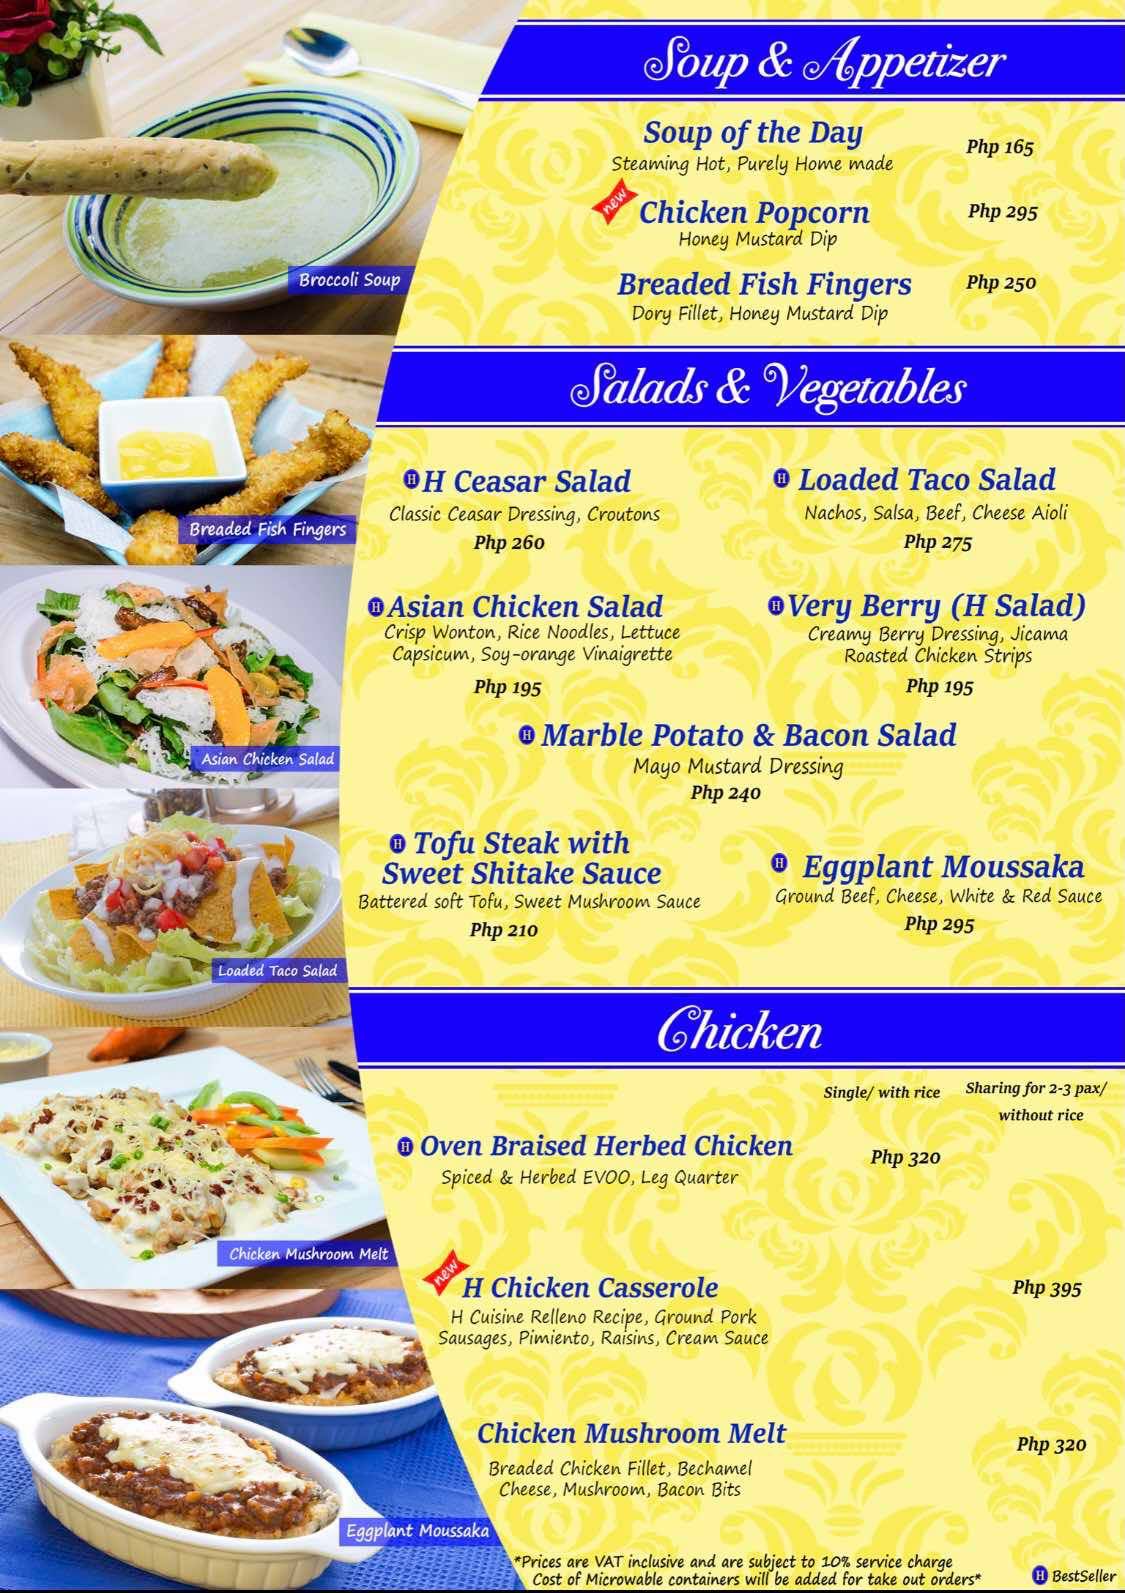 Soup & Appetizer
Soup of the Day
Php 165
Steaming Hot, Purely Home made
new
Chicken Popcorn
Php 295
Honey Mustard Dip
Breaded Fish Fingers
Php 250
Dory Fillet, Honey Mustard Dip
Broccoli Soup
Salads & Vegetables
H H Ceasar Salad
Classic Ceasar Dressing, Croutons
Php 260
H Loaded Taco Salad
Nachos, Salsa, Beef, Cheese Aioli
Php 275
Breaded Fish Fingers
H Asian Chicken Salad
Crisp Wonton, Rice Noodles, Lettuce
Capsicum, Soy-orange Vinaigrette
Php 195
H Very Berry (H Salad)
Creamy Berry Dressing, Jicama
Roasted Chicken Strips
Php 195
Asian Chicken Salad
H Marble Potato & Bacon Salad
Mayo Mustard Dressing
Php 240
H Tofu Steak with
Sweet Shitake Sauce
Battered soft Tofu, Sweet Mushroom Sauce
Php 210
H Eggplant Moussaka
Ground Beef, Cheese, White & Red Sauce
Php 295
Loaded Taco Salad
Chicken
Single/ with rice
Sharing for 2-3 pax/
without rice
H Oven Braised Herbed Chicken
Php 320
Spiced & Herbed EVOO, Leg Quarter
Chicken Mushroom Melt
new
H Chicken Casserole
Php 395
H Cuisine Relleno Recipe, Ground Pork
Sausages, Pimiento, Raisins, Cream Sauce
Chicken Mushroom Melt
Php 320
Breaded Chicken Fillet, Bechamel
Cheese, Mushroom, Bacon Bits
Eggplant Moussaka
*Prices are VAT inclusive and are subject to 10% service charge
Cost of Microwable containers will be added for take out orders*
H BestSeller